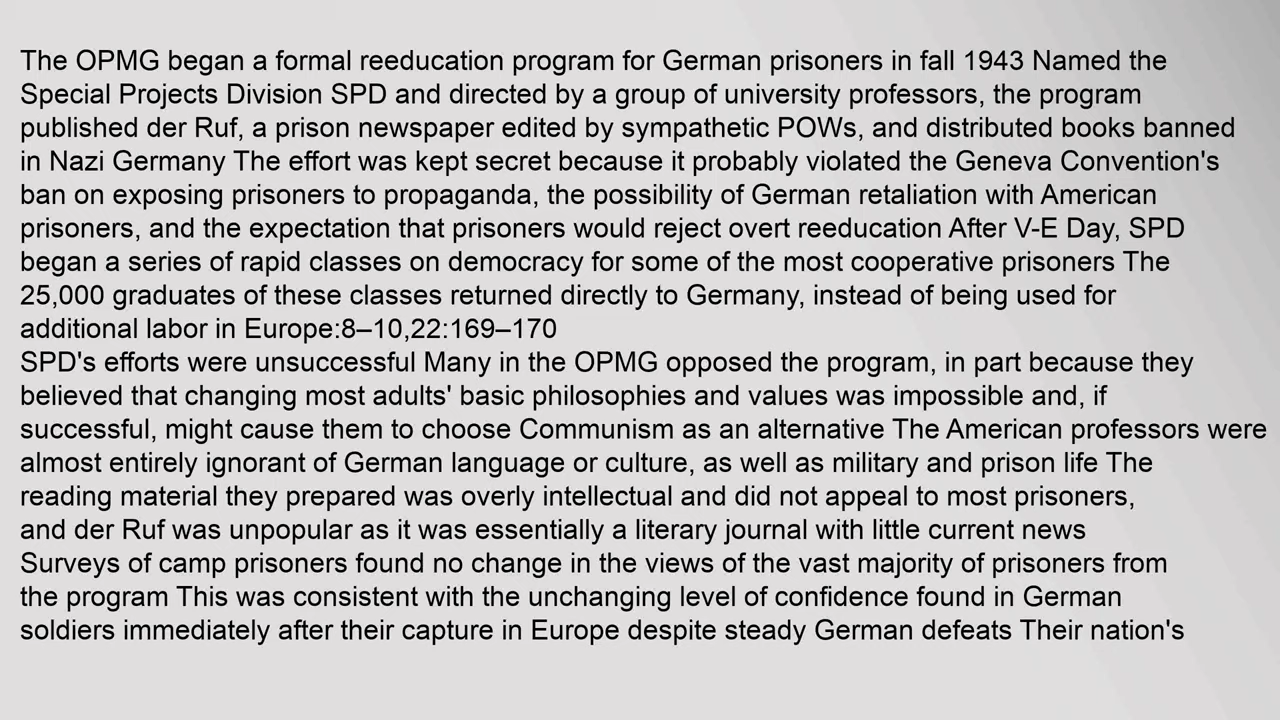 The OPMG began a formal reeducation program for German prisoners in fall 1943 Named the
Special Projects Division SPD and directed by a group of university professors, the program
published der Ruf, a prison newspaper edited by sympathetic POWs, and distributed books banned
in Nazi Germany The effort was kept secret because it probably violated the Geneva Convention's
ban on exposing prisoners to propaganda, the possibility of German retaliation with American
prisoners, and the expectation that prisoners would reject overt reeducation After V-E Day, SPD
began a series of rapid classes on democracy for some of the most cooperative prisoners The
25,000 graduates of these classes returned directly to Germany, instead of being used for
additional labor in Europe:8–10,22:169–170
SPD's efforts were unsuccessful Many in the OPMG opposed the program, in part because they
believed that changing most adults' basic philosophies and values was impossible and, if
successful, might cause them to choose Communism as an alternative The American professors were
almost entirely ignorant of German language or culture, as well as military and prison life The
reading material they prepared was overly intellectual and did not appeal to most prisoners,
and der Ruf was unpopular as it was essentially a literary journal with little current news
Surveys of camp prisoners found no change in the views of the vast majority of prisoners from
the program This was consistent with the unchanging level of confidence found in German
soldiers immediately after their capture in Europe despite steady German defeats Their nation's